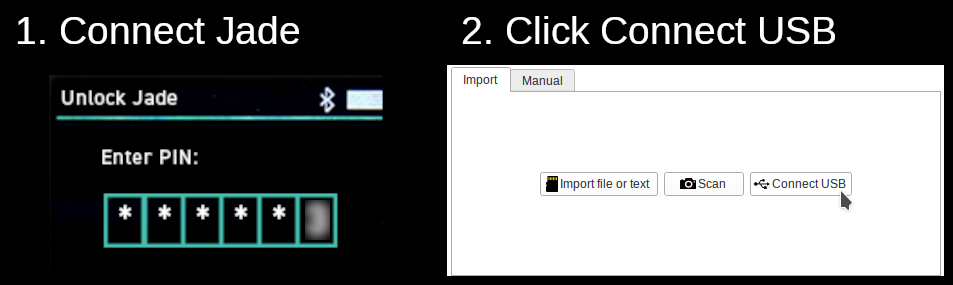 1. Connect Jade
2. Click Connect USB
Unlock Jade
Enter PIN:
* * * * *
Import
Manual
Import file or text
Scan
Connect USB